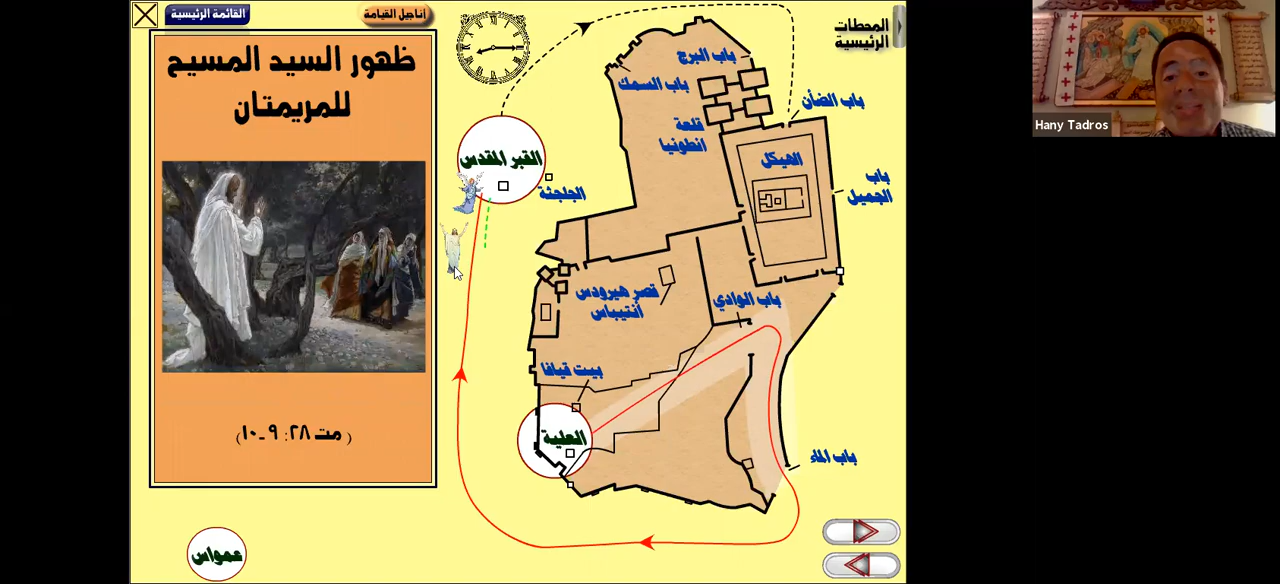 القائمة الرئيسية
أناجيل القيامة
ظهور السيد المسيح
للمريمتان
( مت ٢٨: ٩ ـ ١٠)
عمواس
المحطات
الرئيسية
باب البرج
باب السمك
باب الضأن
قلعة
انطونيا
الهيكل
باب
الجميل
القبر المقدس
الجلجثة
قصر هيرودس
أنتيباس
باب الوادي
بيت قيافا
العلية
باب الماء
Hany Tadros